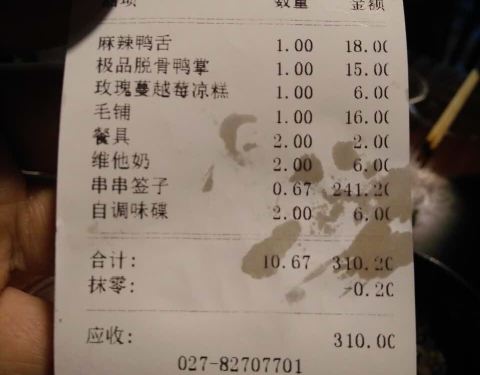 品项 数量 金额
麻辣鸭舌 1.00 18.00
极品脱骨鸭掌 1.00 15.00
玫瑰蔓越莓凉糕 1.00 6.00
毛铺 1.00 16.00
餐具 2.00 2.00
维他奶 2.00 6.00
串串签子 0.67 241.20
自调味碟 2.00 6.00
合计: 10.67 310.20
抹零: -0.20
应收: 310.00
027-82707701